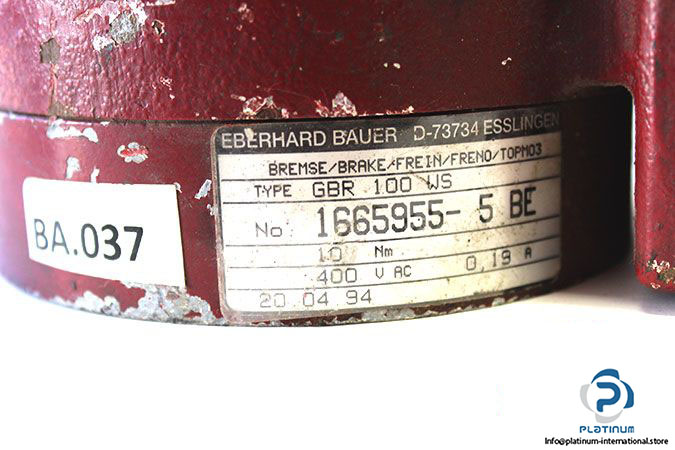 EBERHARD BAUER D-73734 ESSLINGEN
BREMSE/BRAKE/FREIN/FRENO/TOPMO3
TYPE GBR 100 WS
No. 1665955- 5 BE
10 Nm
400 V AC 0,19 A
20.04.94
BA.037
PLATINUM
Info@platinum-international.store